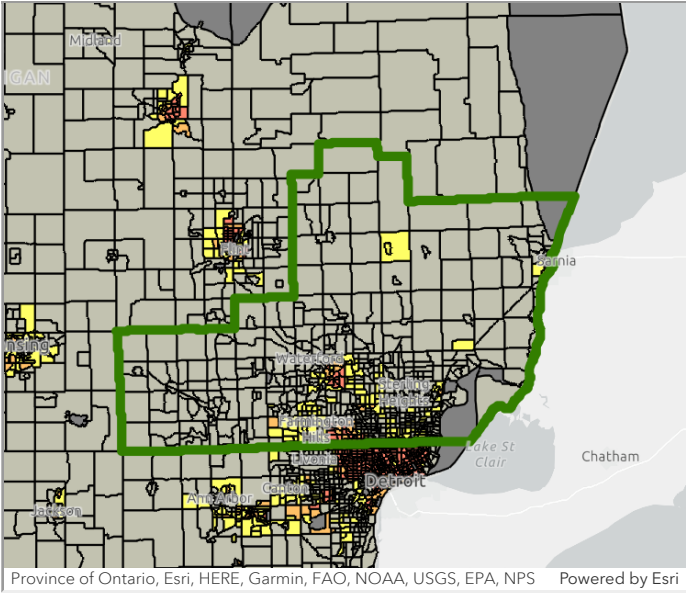 Midland
IGAN
Flint
Sarnia
nsing
Waterford
Sterling
Heights
Farmington
Hills
Livonia
Lake St
Clair
Chatham
Canton
Detroit
Ann Arbor
Jackson
Province of Ontario, Esri, HERE, Garmin, FAO, NOAA, USGS, EPA, NPS Powered by Esri